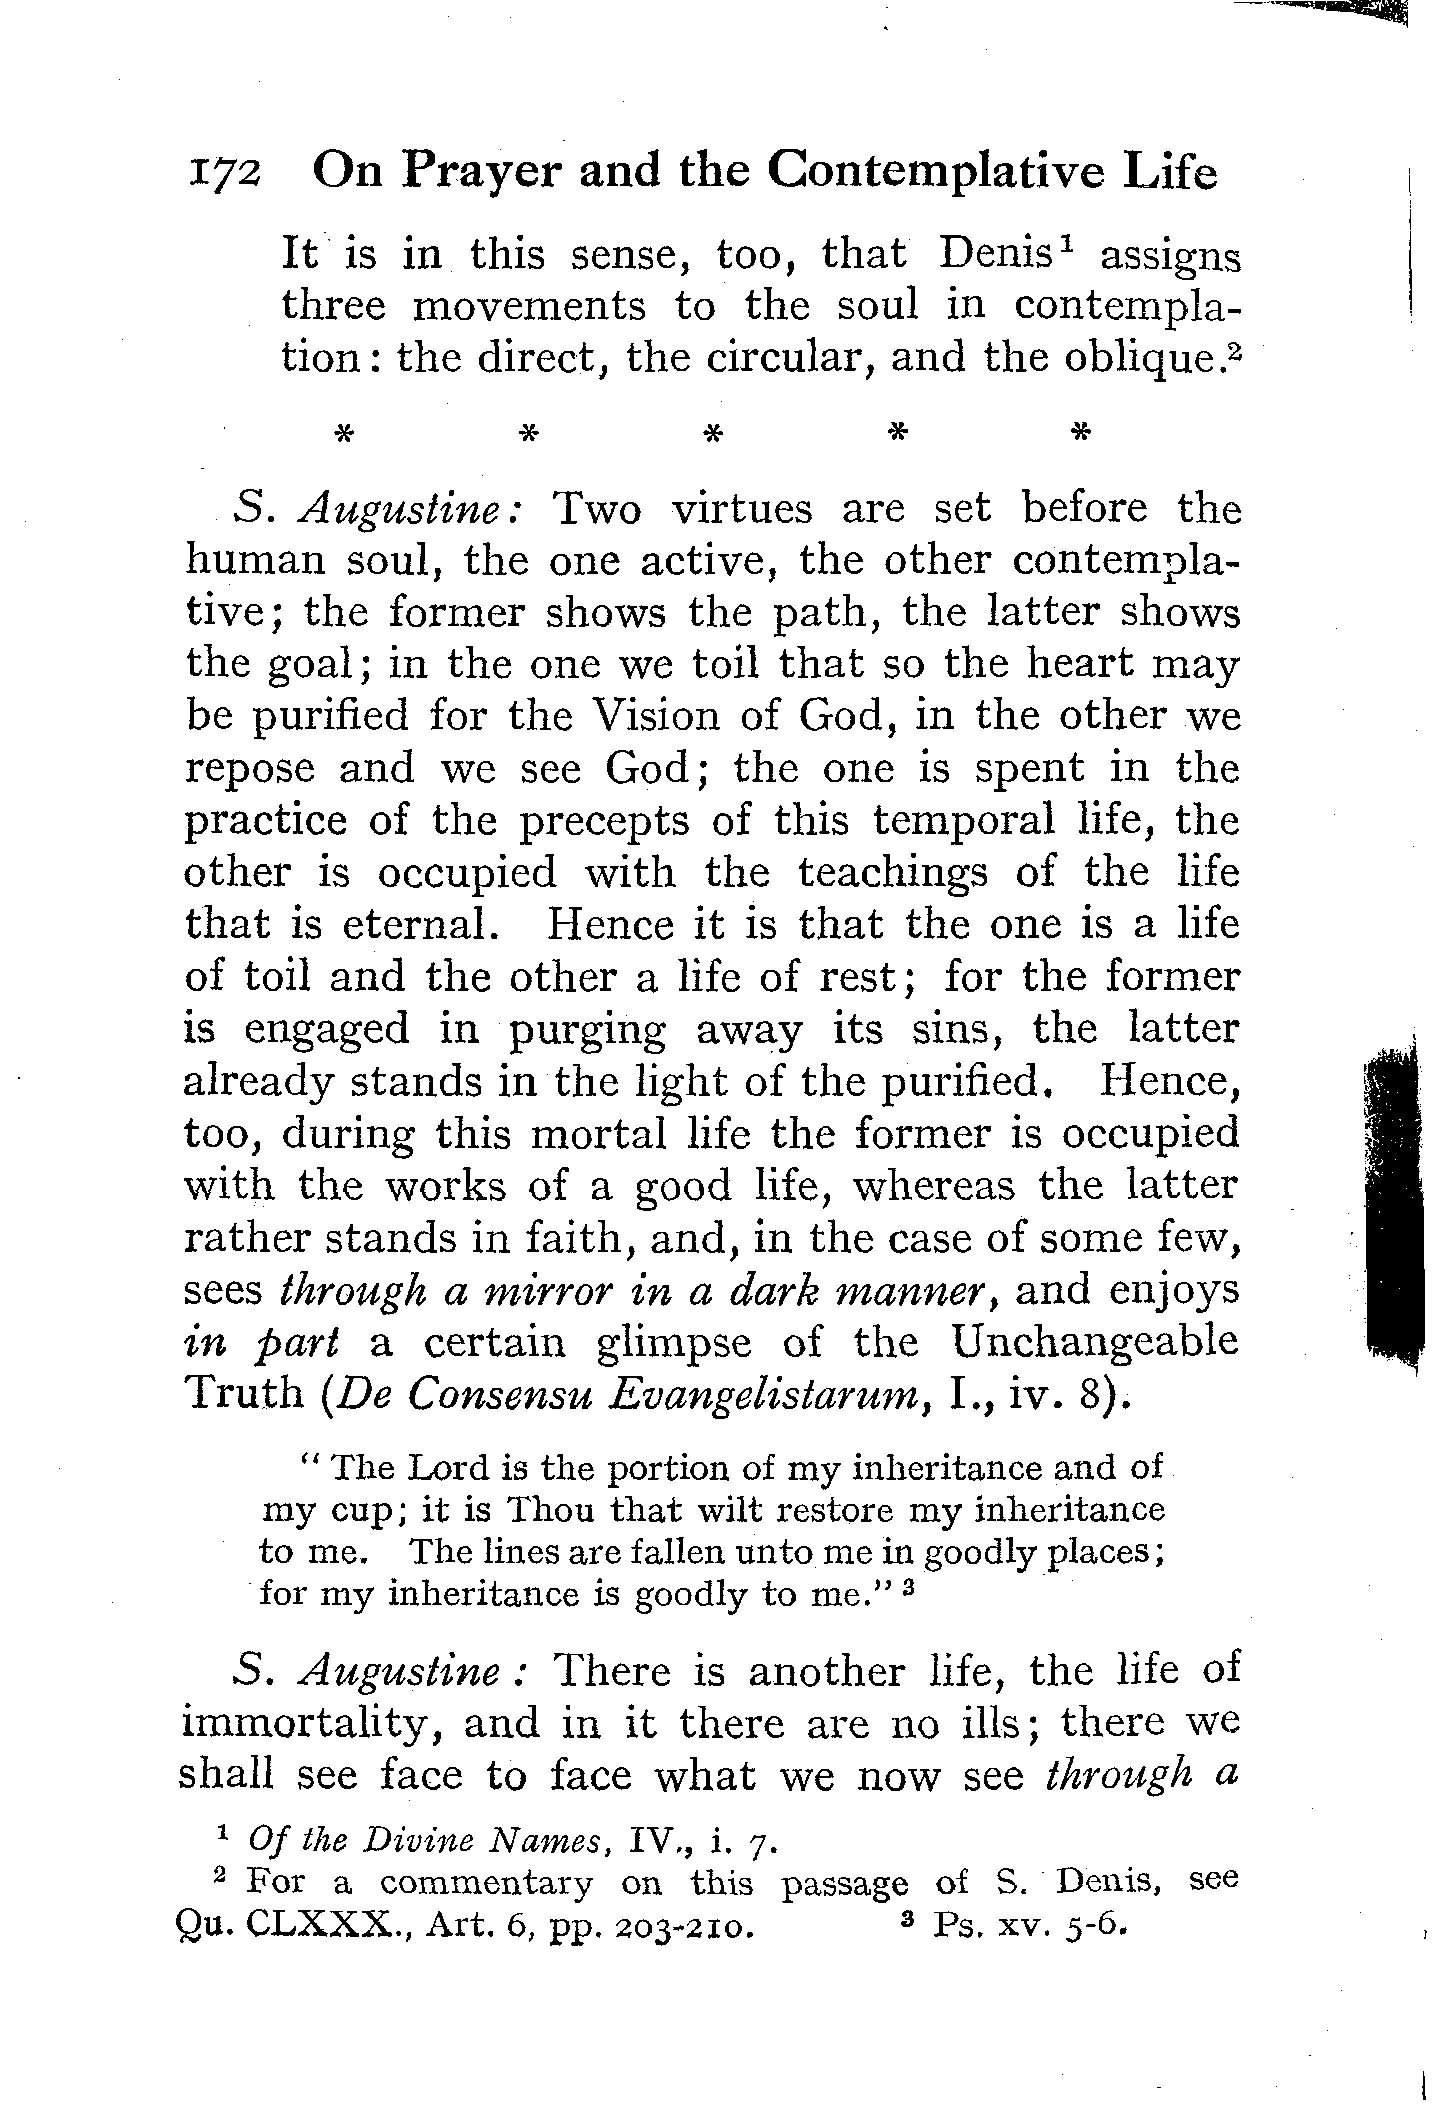 172 On Prayer and the Contemplative Life
It is in this sense, too, that Denis¹ assigns
three movements to the soul in contempla-
tion: the direct, the circular, and the oblique.²
* * * * *
S. Augustine: Two virtues are set before the
human soul, the one active, the other contempla-
tive; the former shows the path, the latter shows
the goal; in the one we toil that so the heart may
be purified for the Vision of God, in the other we
repose and we see God; the one is spent in the
practice of the precepts of this temporal life, the
other is occupied with the teachings of the life
that is eternal. Hence it is that the one is a life
of toil and the other a life of rest; for the former
is engaged in purging away its sins, the latter
already stands in the light of the purified. Hence,
too, during this mortal life the former is occupied
with the works of a good life, whereas the latter
rather stands in faith, and, in the case of some few,
sees through a mirror in a dark manner, and enjoys
in part a certain glimpse of the Unchangeable
Truth (De Consensu Evangelistarum, I., iv. 8).
"The Lord is the portion of my inheritance and of
my cup; it is Thou that wilt restore my inheritance
to me. The lines are fallen unto me in goodly places;
for my inheritance is goodly to me." ³
S. Augustine: There is another life, the life of
immortality, and in it there are no ills; there we
shall see face to face what we now see through a
¹ Of the Divine Names, IV., i. 7.
² For a commentary on this passage of S. Denis, see
Qu. CLXXX., Art. 6, pp. 203-210. ³ Ps. xv. 5-6.